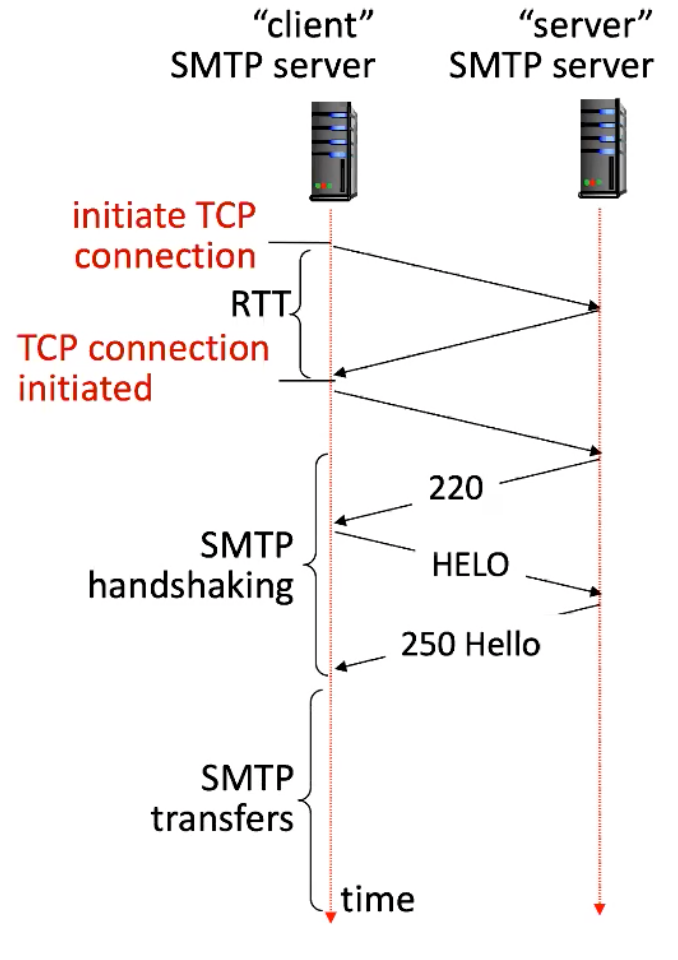 “client”
SMTP server
“server”
SMTP server
initiate TCP
connection
RTT
TCP connection
initiated
220
SMTP
handshaking
HELO
250 Hello
SMTP
transfers
time